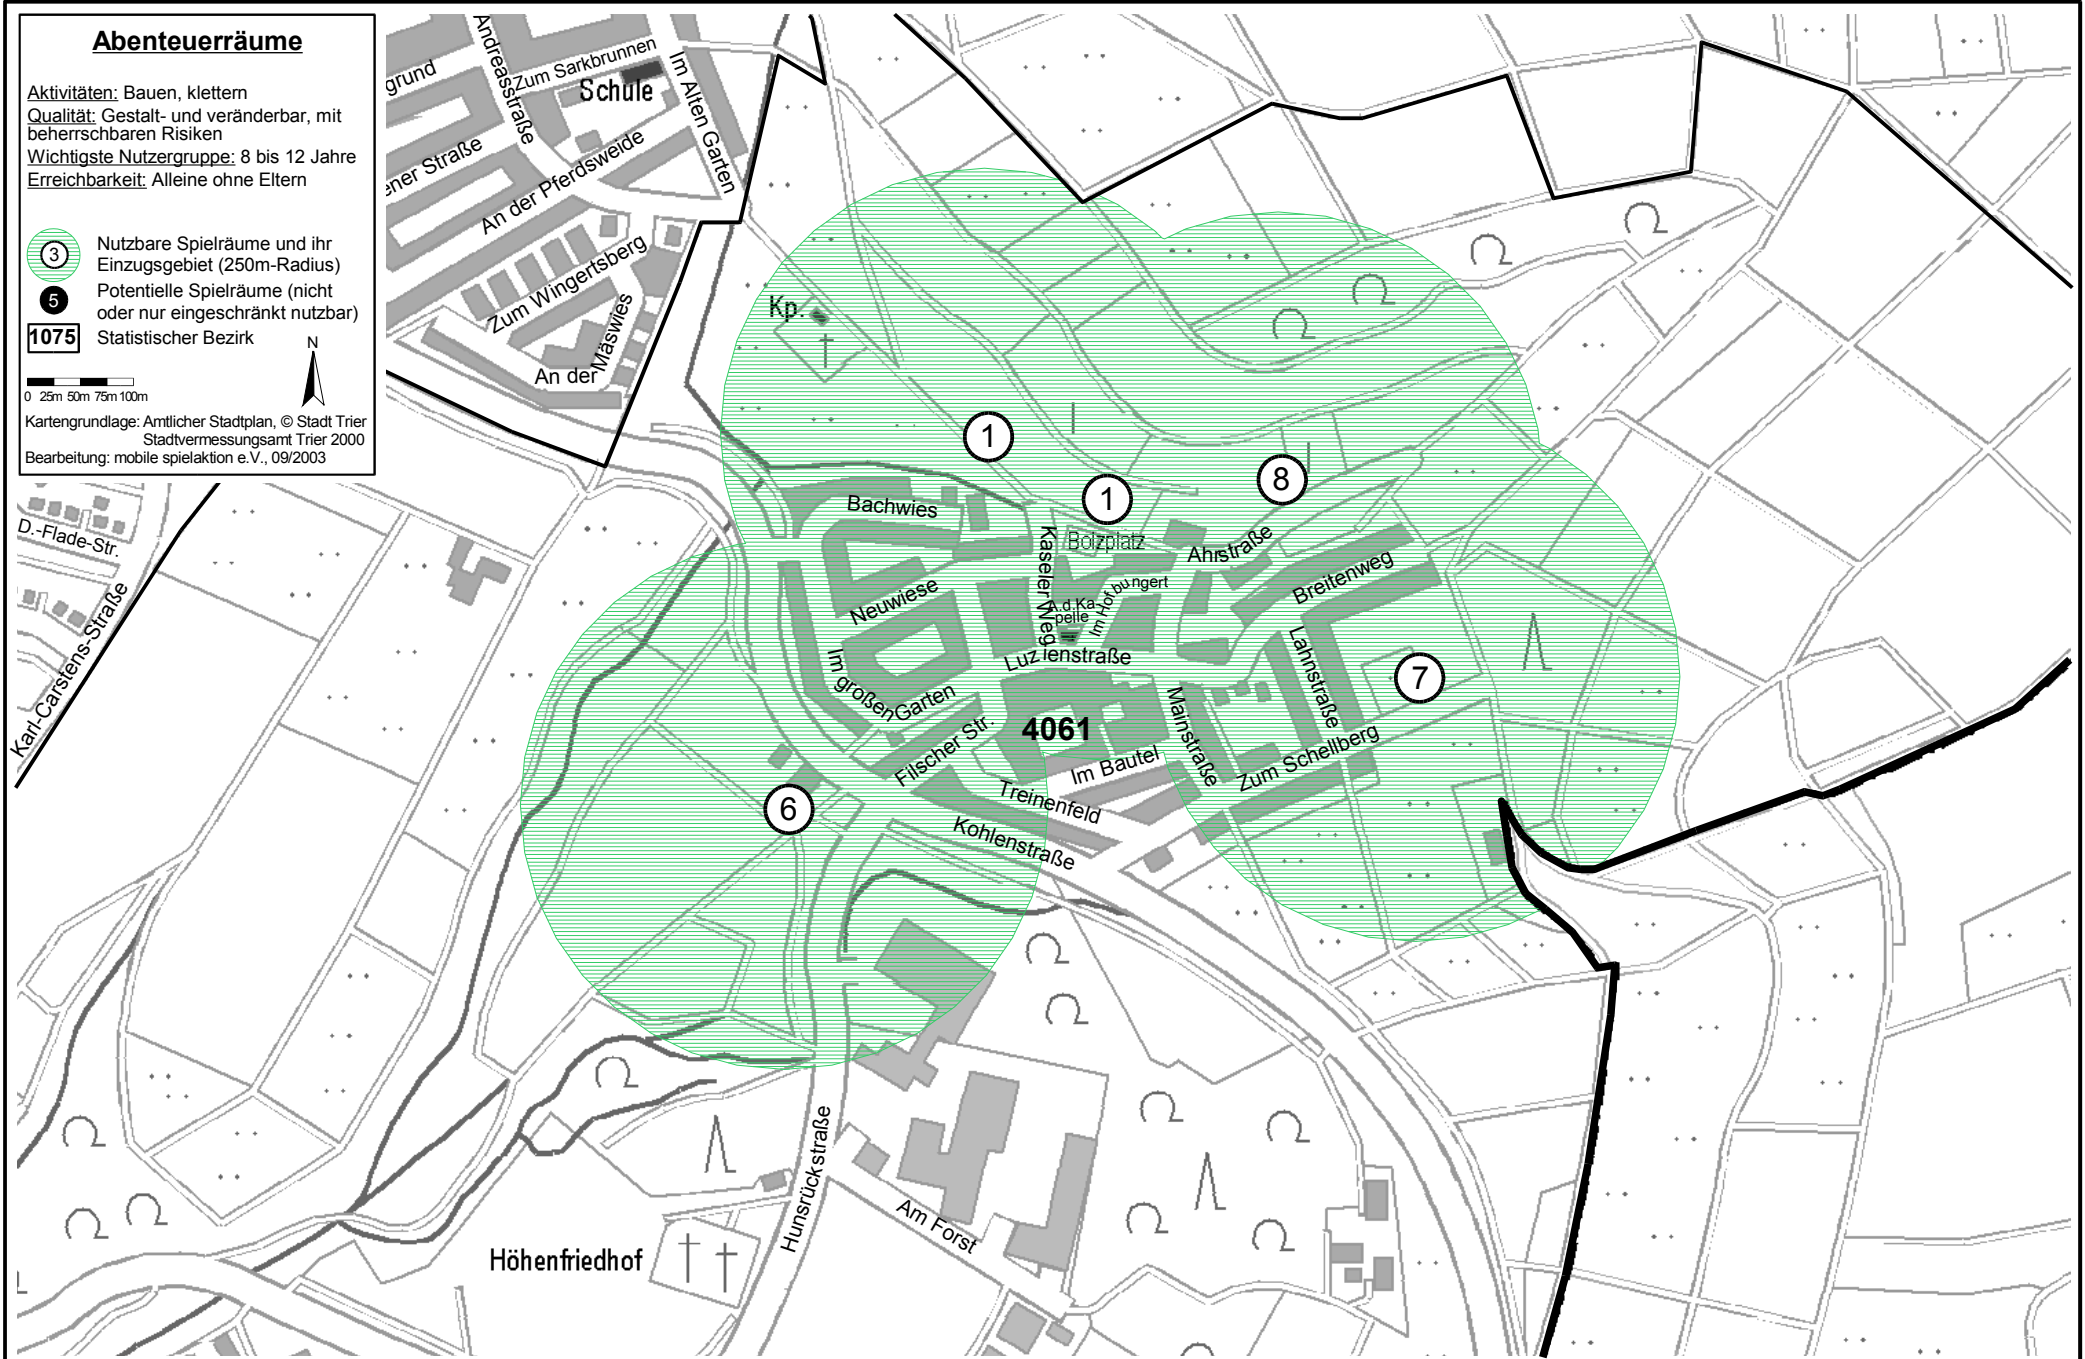 Abenteuerräume
Aktivitäten: Bauen, klettern
Qualität: Gestalt- und veränderbar, mit
beherrschbaren Risiken
Wichtigste Nutzergruppe: 8 bis 12 Jahre
Erreichbarkeit: Alleine ohne Eltern
3
Nutzbare Spielräume und ihr
Einzugsgebiet (250m-Radius)
5
Potentielle Spielräume (nicht
oder nur eingeschränkt nutzbar)
1075 Statistischer Bezirk
N
0 25m 50m 75m 100m
Kartengrundlage: Amtlicher Stadtplan, © Stadt Trier
Stadtvermessungsamt Trier 2000
Bearbeitung: mobile spielaktion e.V., 09/2003
grund
Andreasstraße
Zum Sarkbrunnen
Schule
Im Alten Garten
ener Straße
An der Pferdsweide
Zum Wingertsberg
An der Mäswies
Kp.
D.-Flade-Str.
Karl-Carstens-Straße
1
1
8
Bachwies
Kaseler Weg
Bolzplatz
Ahrstraße
Breitenweg
Neuwiese
A.d.Ka-
pelle
Im Hofbungert
Luzienstraße
Im großen Garten
Lahnstraße
7
Filscher Str.
4061
Mainstraße
Im Bautel
Zum Schellberg
Treinenfeld
6
Kohlenstraße
Hunsrückstraße
Am Forst
Höhenfriedhof